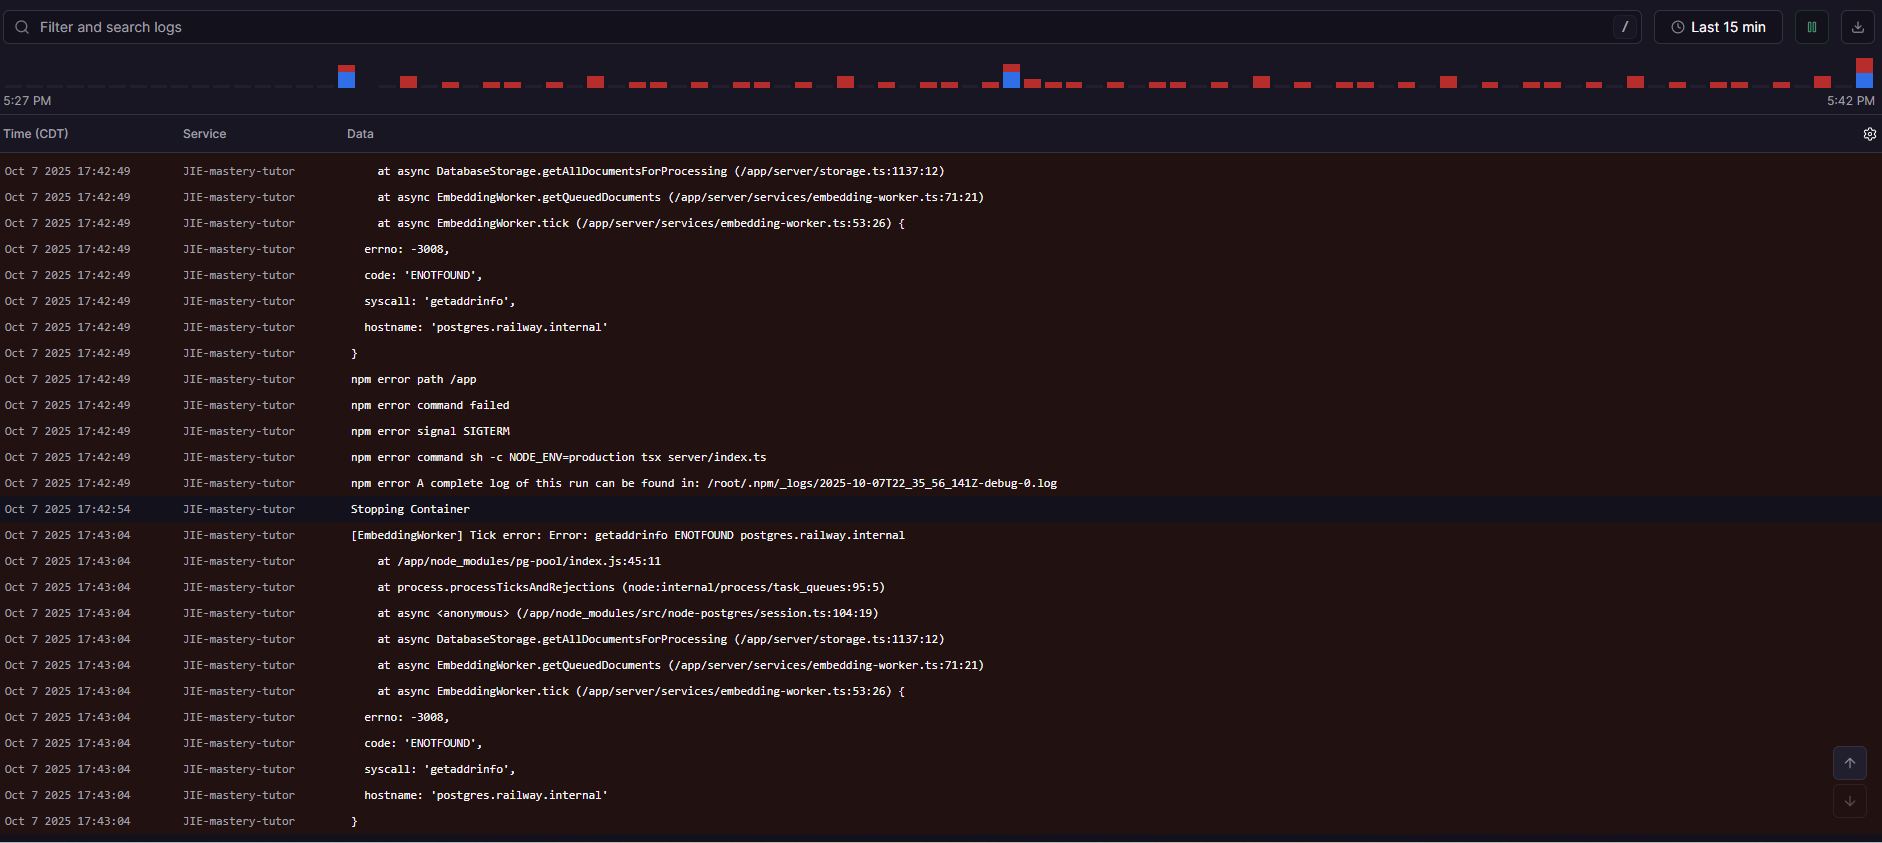 Filter and search logs / Last 15 min
5:27 PM 5:42 PM
Time (CDT) Service Data
Oct 7 2025 17:42:49 JIE-mastery-tutor at async DatabaseStorage.getAllDocumentsForProcessing (/app/server/storage.ts:1137:12)
Oct 7 2025 17:42:49 JIE-mastery-tutor at async EmbeddingWorker.getQueuedDocuments (/app/server/services/embedding-worker.ts:71:21)
Oct 7 2025 17:42:49 JIE-mastery-tutor at async EmbeddingWorker.tick (/app/server/services/embedding-worker.ts:53:26) {
Oct 7 2025 17:42:49 JIE-mastery-tutor errno: -3008,
Oct 7 2025 17:42:49 JIE-mastery-tutor code: 'ENOTFOUND',
Oct 7 2025 17:42:49 JIE-mastery-tutor syscall: 'getaddrinfo',
Oct 7 2025 17:42:49 JIE-mastery-tutor hostname: 'postgres.railway.internal'
Oct 7 2025 17:42:49 JIE-mastery-tutor }
Oct 7 2025 17:42:49 JIE-mastery-tutor npm error path /app
Oct 7 2025 17:42:49 JIE-mastery-tutor npm error command failed
Oct 7 2025 17:42:49 JIE-mastery-tutor npm error signal SIGTERM
Oct 7 2025 17:42:49 JIE-mastery-tutor npm error command sh -c NODE_ENV=production tsx server/index.ts
Oct 7 2025 17:42:49 JIE-mastery-tutor npm error A complete log of this run can be found in: /root/.npm/_logs/2025-10-07T22_35_56_141Z-debug-0.log
Oct 7 2025 17:42:54 JIE-mastery-tutor Stopping Container
Oct 7 2025 17:43:04 JIE-mastery-tutor [EmbeddingWorker] Tick error: Error: getaddrinfo ENOTFOUND postgres.railway.internal
Oct 7 2025 17:43:04 JIE-mastery-tutor at /app/node_modules/pg-pool/index.js:45:11
Oct 7 2025 17:43:04 JIE-mastery-tutor at process.processTicksAndRejections (node:internal/process/task_queues:95:5)
Oct 7 2025 17:43:04 JIE-mastery-tutor at async <anonymous> (/app/node_modules/src/node-postgres/session.ts:104:19)
Oct 7 2025 17:43:04 JIE-mastery-tutor at async DatabaseStorage.getAllDocumentsForProcessing (/app/server/storage.ts:1137:12)
Oct 7 2025 17:43:04 JIE-mastery-tutor at async EmbeddingWorker.getQueuedDocuments (/app/server/services/embedding-worker.ts:71:21)
Oct 7 2025 17:43:04 JIE-mastery-tutor at async EmbeddingWorker.tick (/app/server/services/embedding-worker.ts:53:26) {
Oct 7 2025 17:43:04 JIE-mastery-tutor errno: -3008,
Oct 7 2025 17:43:04 JIE-mastery-tutor code: 'ENOTFOUND',
Oct 7 2025 17:43:04 JIE-mastery-tutor syscall: 'getaddrinfo',
Oct 7 2025 17:43:04 JIE-mastery-tutor hostname: 'postgres.railway.internal'
Oct 7 2025 17:43:04 JIE-mastery-tutor }